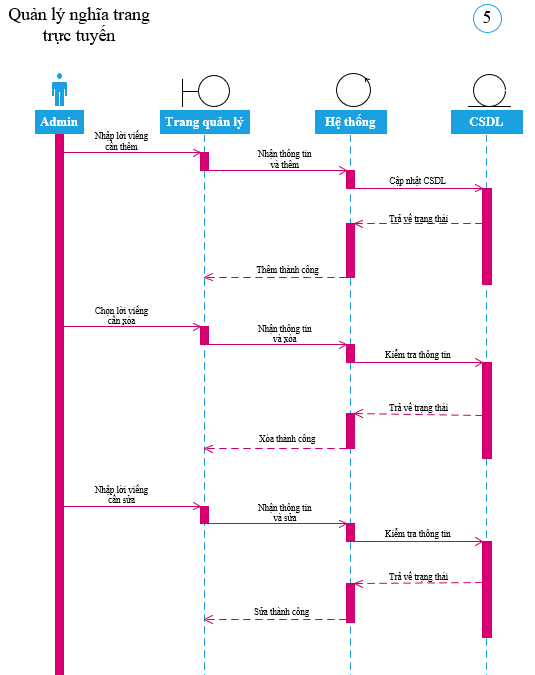 Quản lý nghĩa trang
trực tuyến
5
Admin
Trang quản lý
Hệ thống
CSDL
Nhập lời viếng
cần thêm
Nhận thông tin
và thêm
Cập nhật CSDL
Trả về trạng thái
Thêm thành công
Chọn lời viếng
cần xóa
Nhận thông tin
và xóa
Kiểm tra thông tin
Trả về trạng thái
Xóa thành công
Nhập lời viếng
cần sửa
Nhận thông tin
và sửa
Kiểm tra thông tin
Trả về trạng thái
Sửa thành công